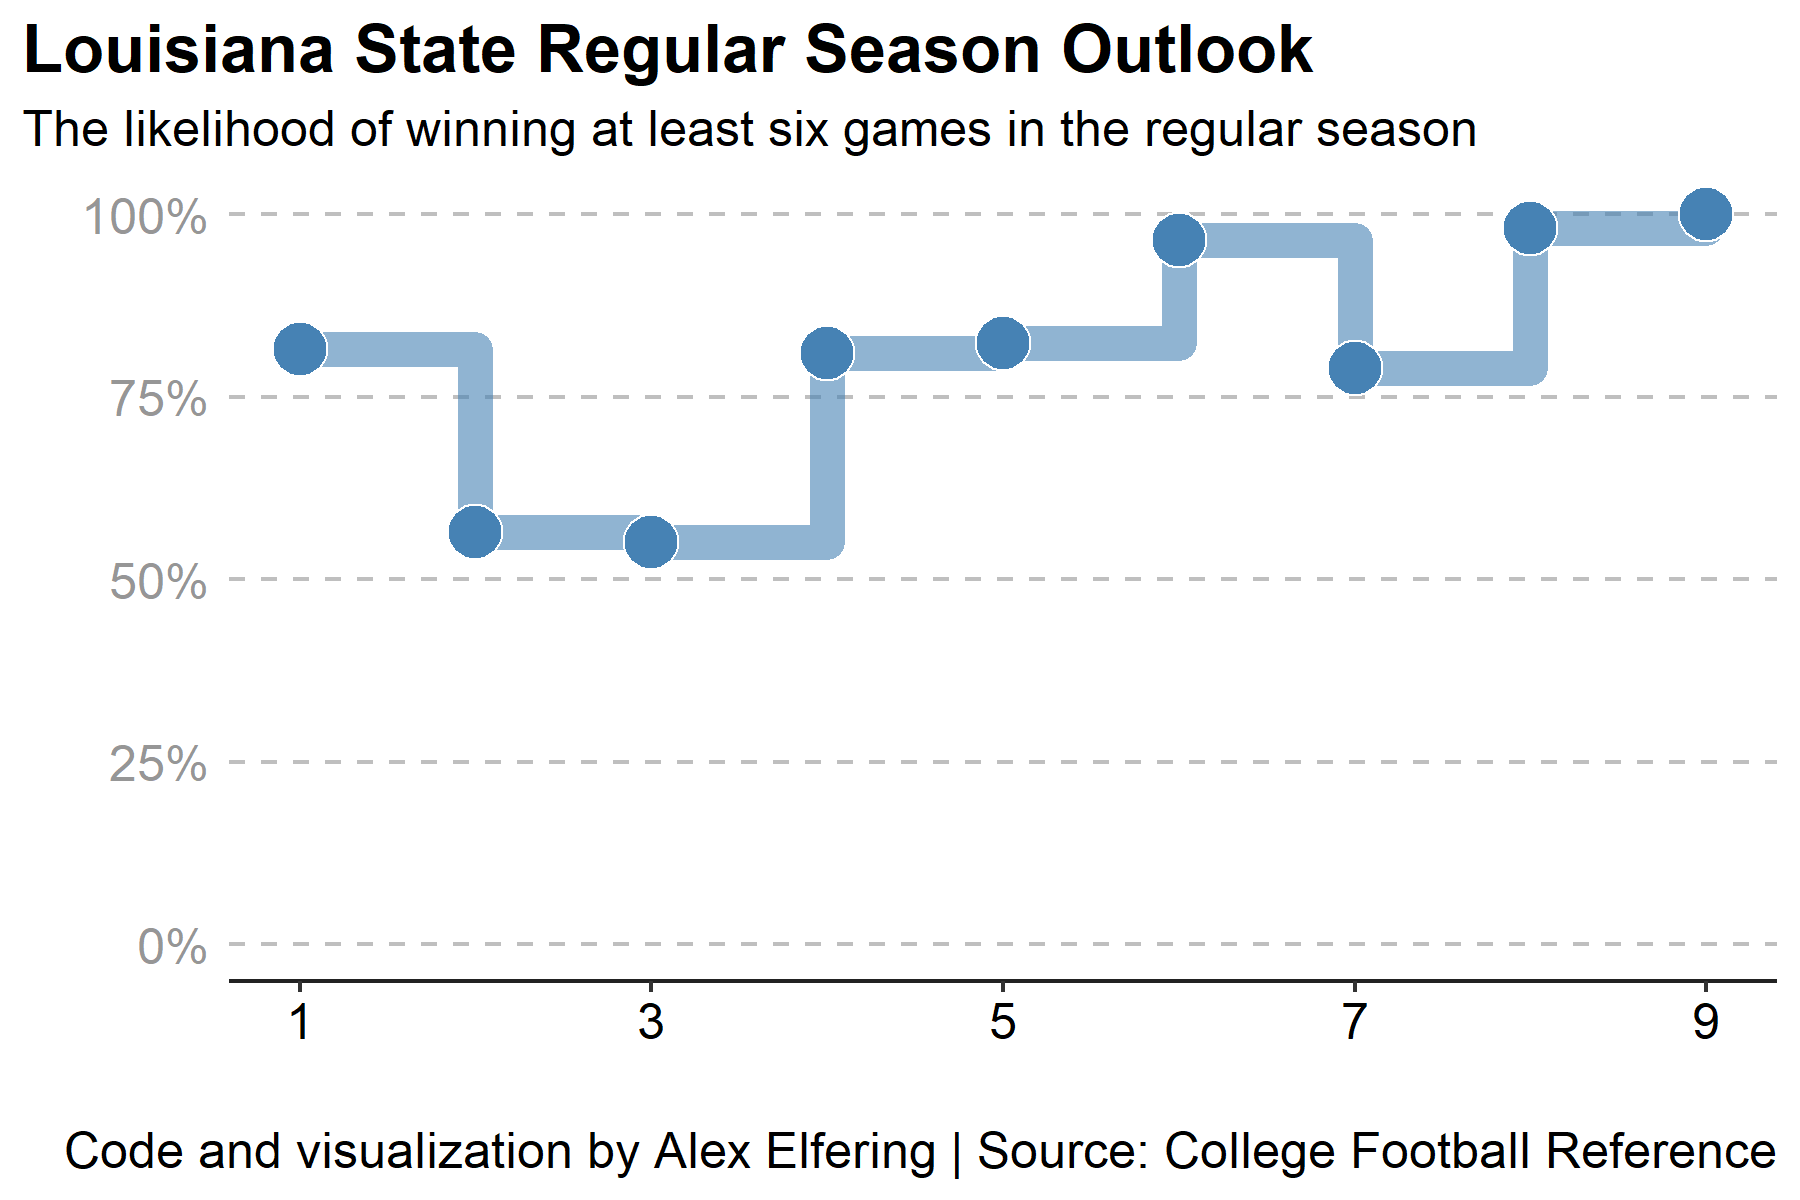 Louisiana State Regular Season Outlook
The likelihood of winning at least six games in the regular season
100%
75%
50%
25%
0%
1 3 5 7 9
Code and visualization by Alex Elfering | Source: College Football Reference